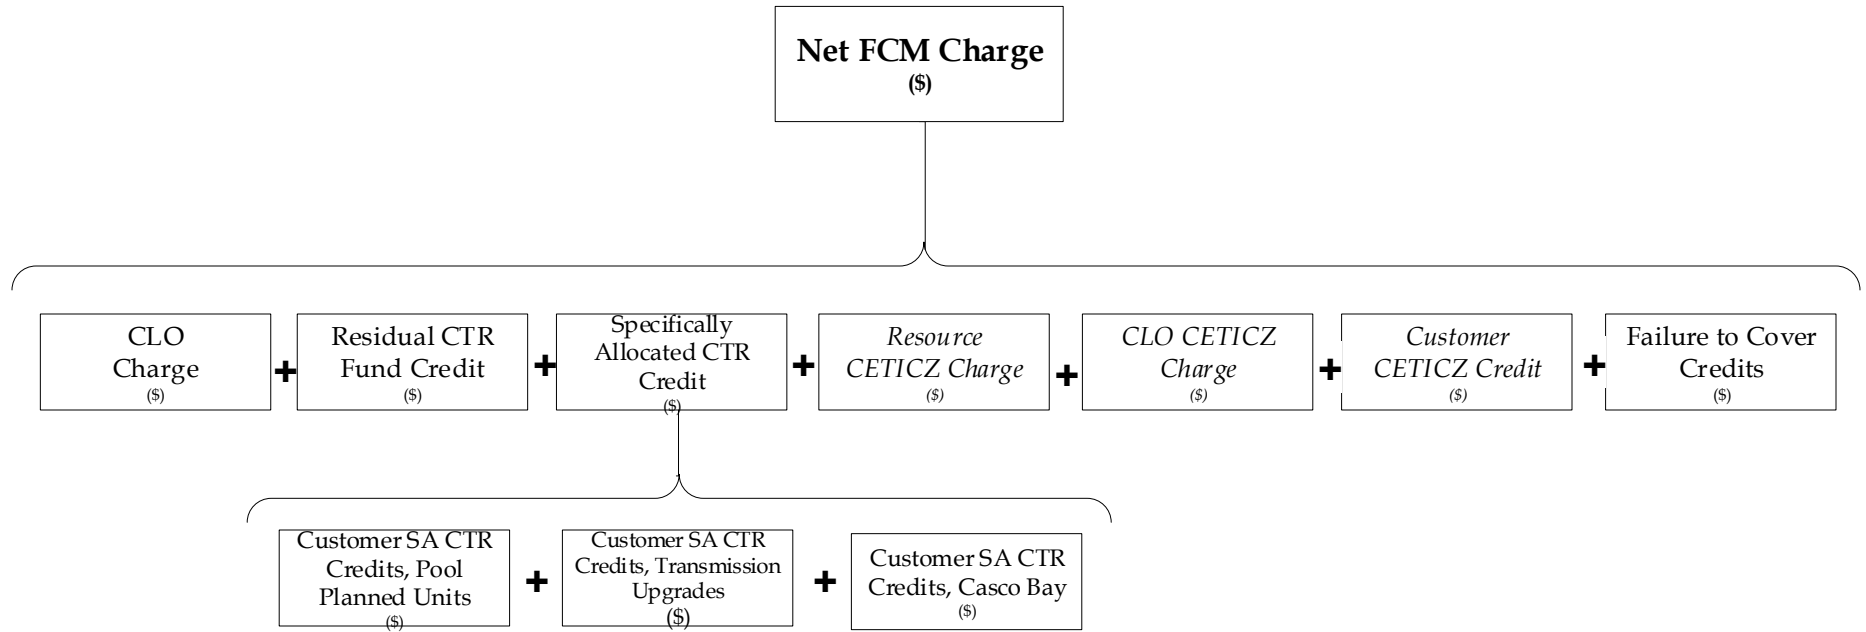 Net FCM Charge
($)
CLO
Charge
($)
+
Residual CTR
Fund Credit
($)
+
Specifically
Allocated CTR
Credit
($)
+
Resource
CETICZ Charge
($)
+
CLO CETICZ
Charge
($)
+
Customer
CETICZ Credit
($)
+
Failure to Cover
Credits
($)
Customer SA CTR
Credits, Pool
Planned Units
($)
+
Customer SA CTR
Credits, Transmission
Upgrades
($)
+
Customer SA CTR
Credits, Casco Bay
($)